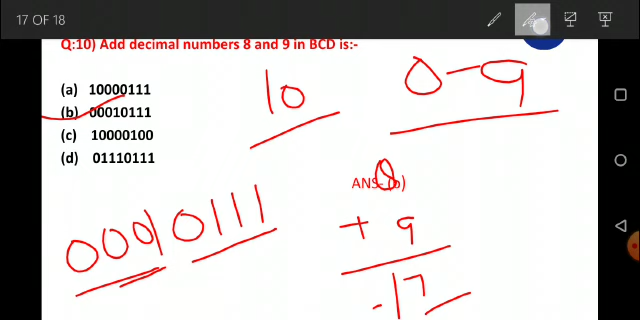 17 OF 18
Q:10) Add decimal numbers 8 and 9 in BCD is:-
(a) 10000111
(b) 00010111
(c) 10000100
(d) 01110111
10
0-9
ANS- (b)
8
+ 9
17
00010111